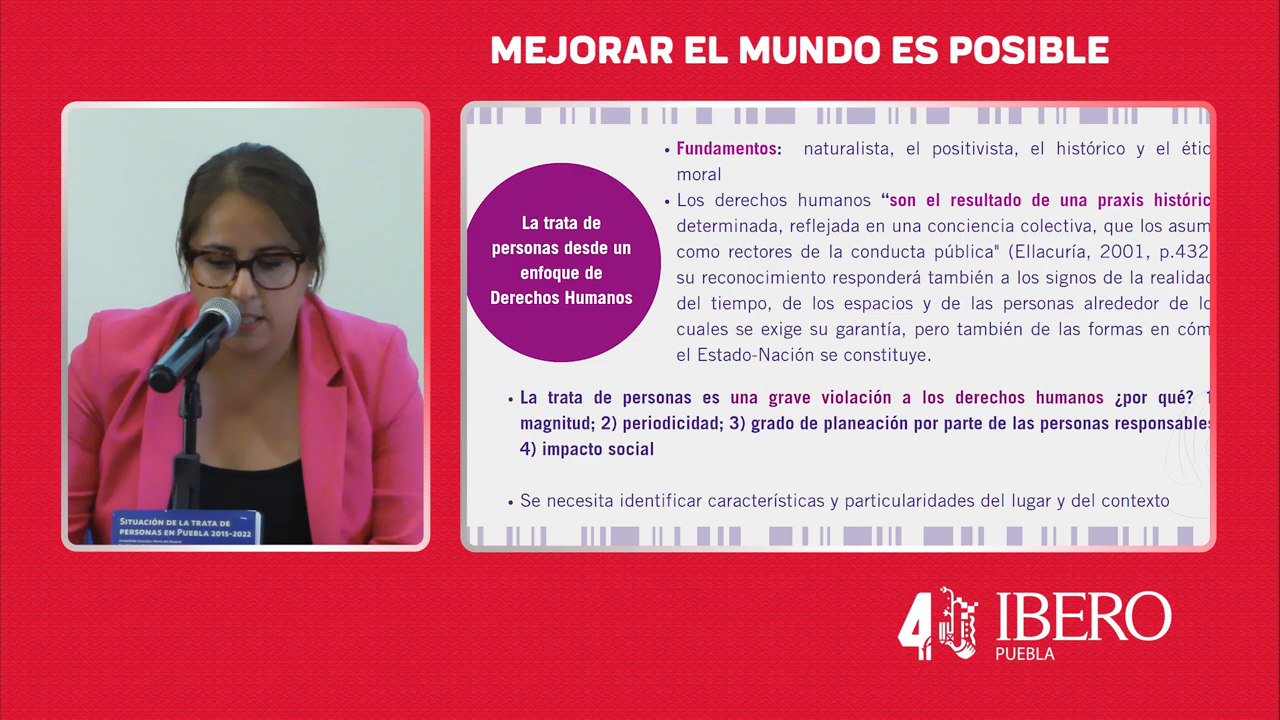 MEJORAR EL MUNDO ES POSIBLE
La trata de
personas desde un
enfoque de
Derechos Humanos
• Fundamentos: naturalista, el positivista, el histórico y el étic
moral
• Los derechos humanos “son el resultado de una praxis históric
determinada, reflejada en una conciencia colectiva, que los asum
como rectores de la conducta pública" (Ellacuría, 2001, p.432
su reconocimiento responderá también a los signos de la realidad
del tiempo, de los espacios y de las personas alrededor de lo
cuales se exige su garantía, pero también de las formas en cóm
el Estado-Nación se constituye.
• La trata de personas es una grave violación a los derechos humanos ¿por qué? 1
magnitud; 2) periodicidad; 3) grado de planeación por parte de las personas responsables
4) impacto social
• Se necesita identificar características y particularidades del lugar y del contexto
SITUACIÓN DE LA TRATA DE
PERSONAS EN PUEBLA 2015-2022
40 IBERO
PUEBLA